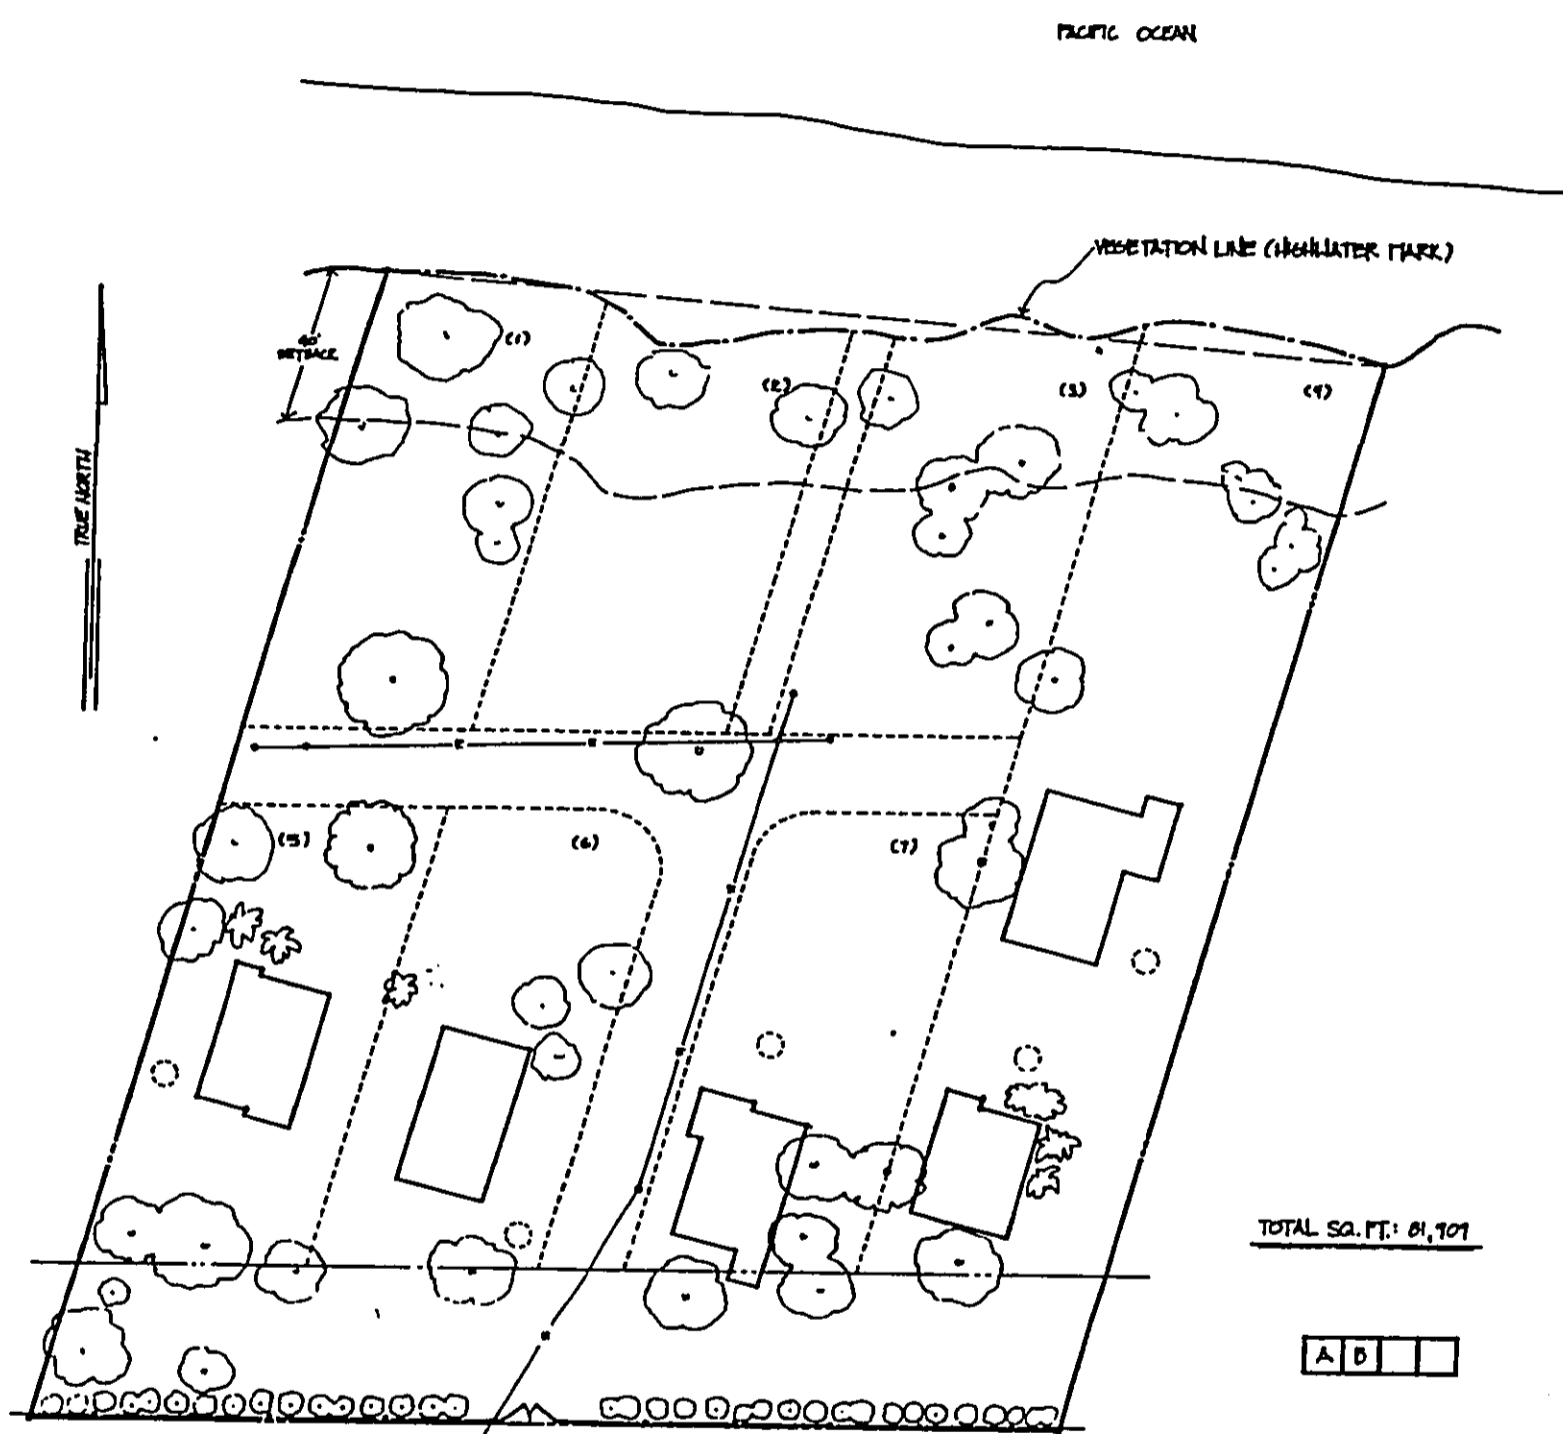 PACIFIC OCEAN
VEGETATION LINE (HIGHWATER MARK)
40'
SETBACK
(1)
(2)
(3)
(4)
TRUE NORTH
(5)
(6)
(7)
TOTAL SQ. FT.: 81,907
A B